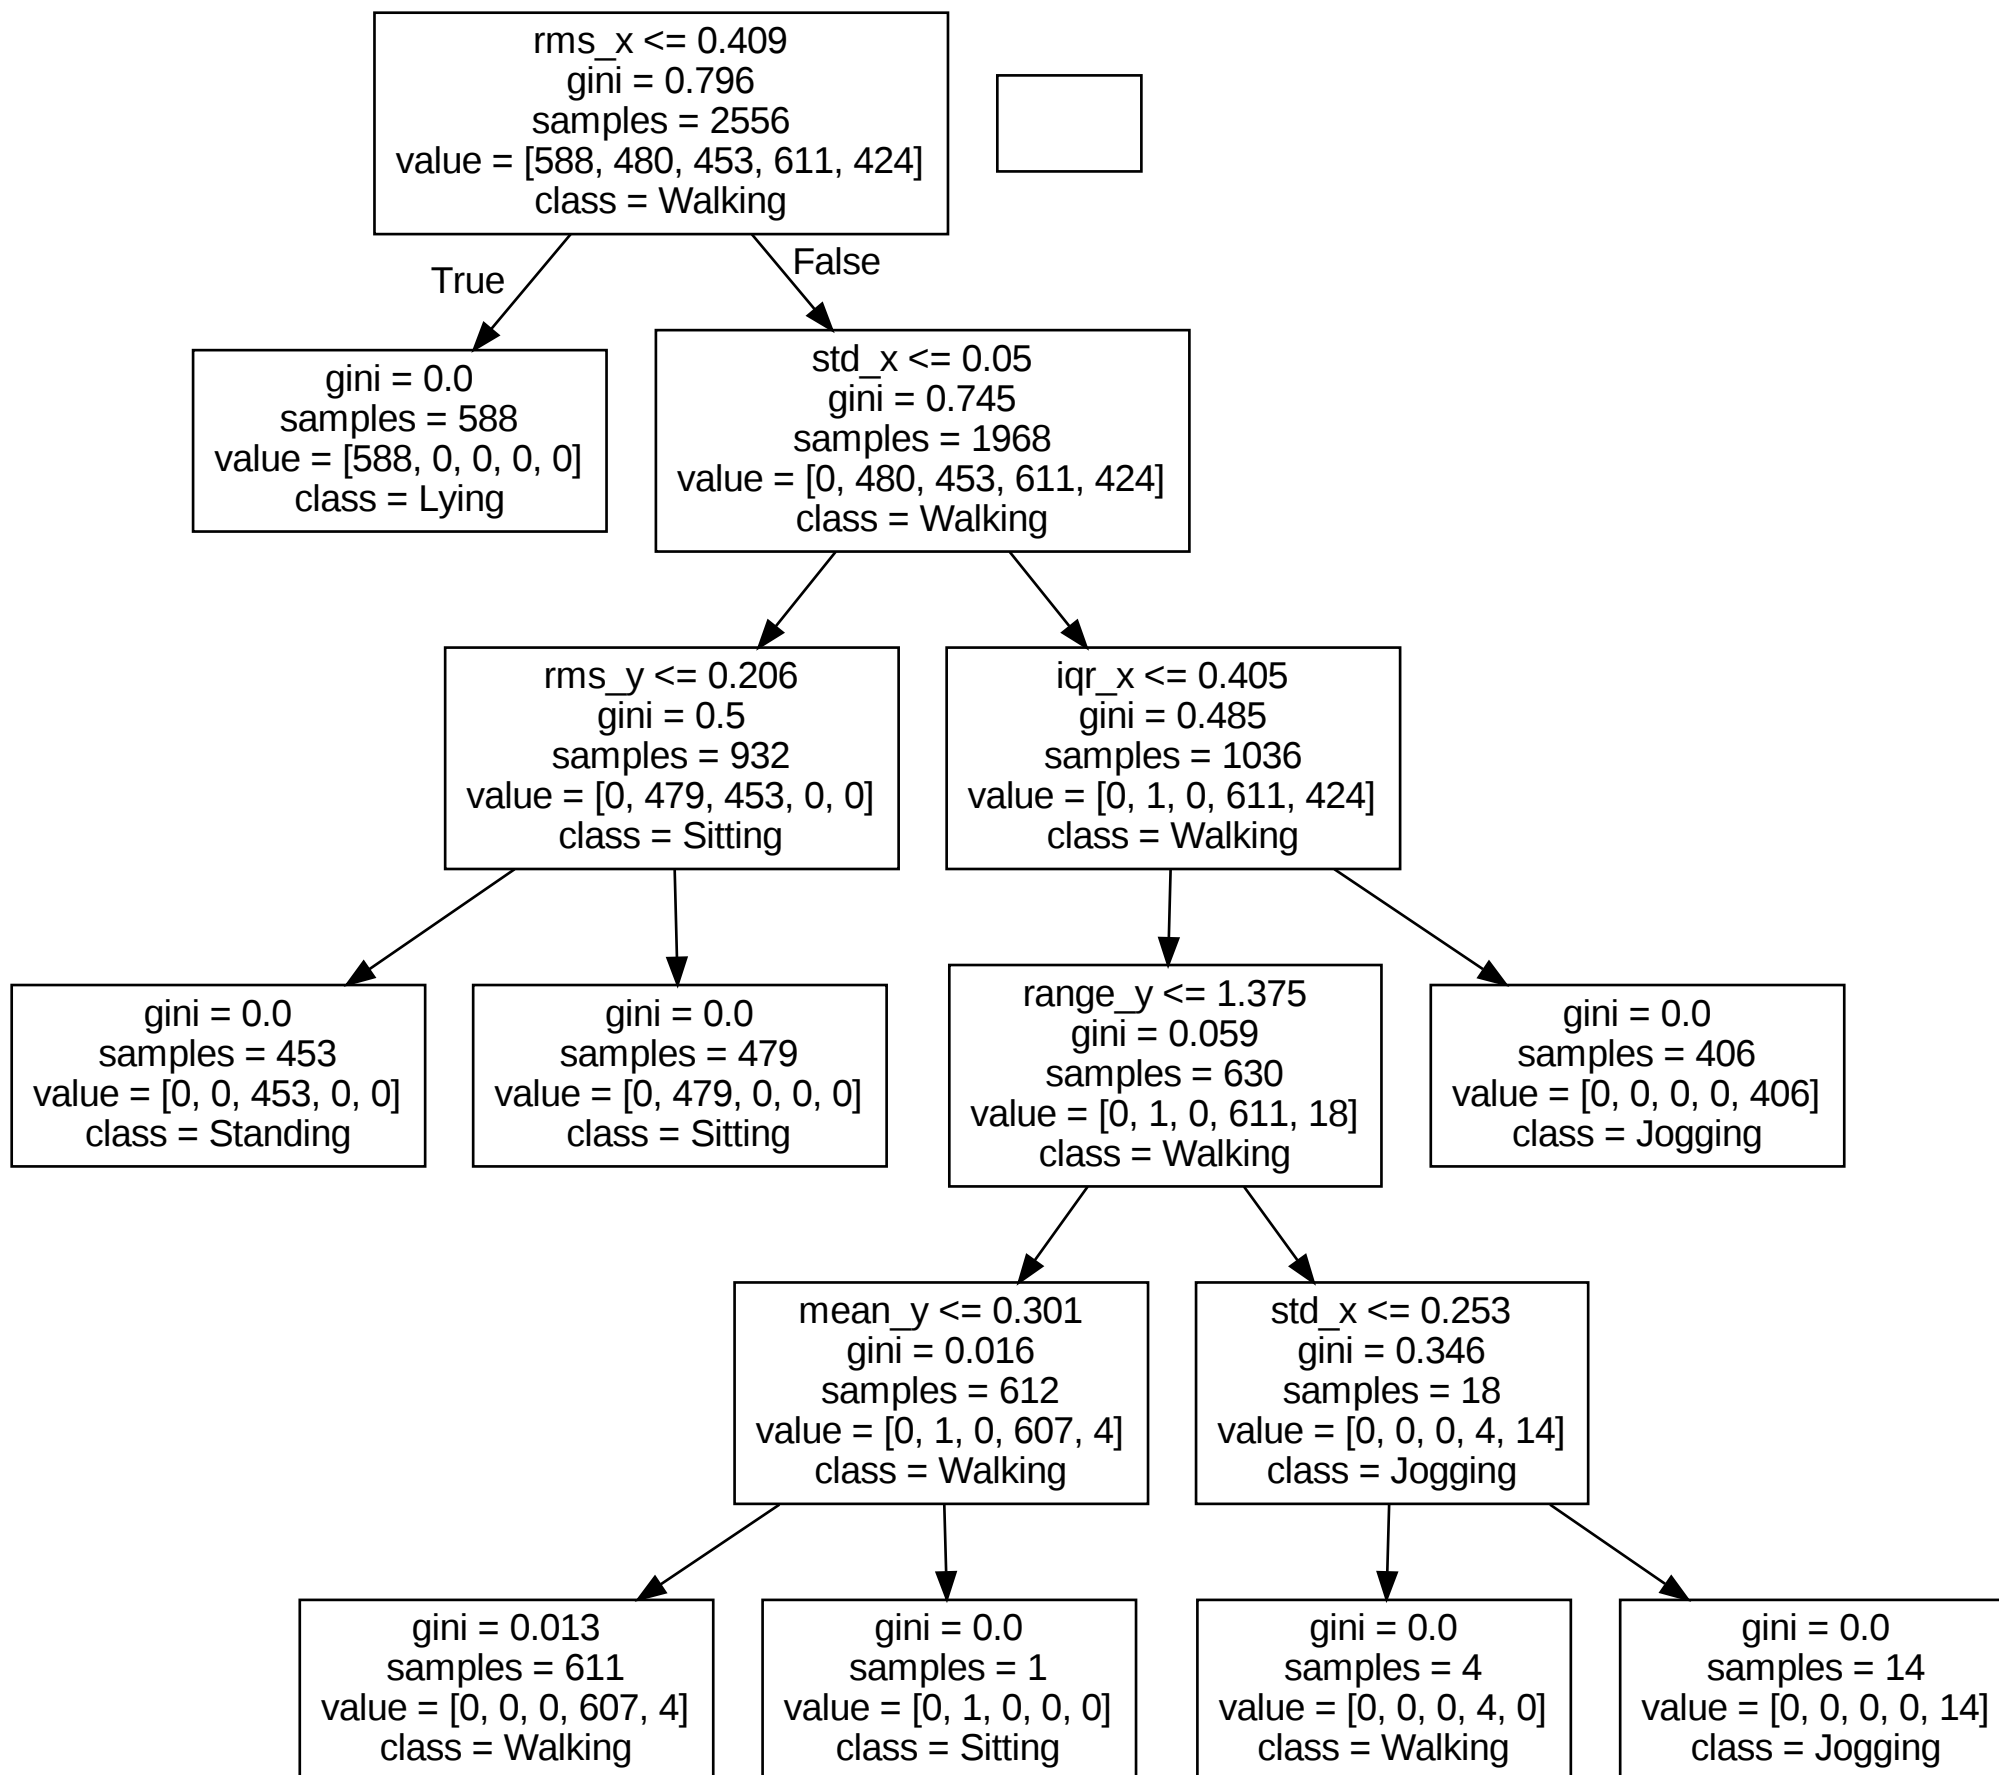 rms_x <= 0.409
gini = 0.796
samples = 2556
value = [588, 480, 453, 611, 424]
class = Walking
True
False
gini = 0.0
samples = 588
value = [588, 0, 0, 0, 0]
class = Lying
std_x <= 0.05
gini = 0.745
samples = 1968
value = [0, 480, 453, 611, 424]
class = Walking
rms_y <= 0.206
gini = 0.5
samples = 932
value = [0, 479, 453, 0, 0]
class = Sitting
iqr_x <= 0.405
gini = 0.485
samples = 1036
value = [0, 1, 0, 611, 424]
class = Walking
gini = 0.0
samples = 453
value = [0, 0, 453, 0, 0]
class = Standing
gini = 0.0
samples = 479
value = [0, 479, 0, 0, 0]
class = Sitting
range_y <= 1.375
gini = 0.059
samples = 630
value = [0, 1, 0, 611, 18]
class = Walking
gini = 0.0
samples = 406
value = [0, 0, 0, 0, 406]
class = Jogging
mean_y <= 0.301
gini = 0.016
samples = 612
value = [0, 1, 0, 607, 4]
class = Walking
std_x <= 0.253
gini = 0.346
samples = 18
value = [0, 0, 0, 4, 14]
class = Jogging
gini = 0.013
samples = 611
value = [0, 0, 0, 607, 4]
class = Walking
gini = 0.0
samples = 1
value = [0, 1, 0, 0, 0]
class = Sitting
gini = 0.0
samples = 4
value = [0, 0, 0, 4, 0]
class = Walking
gini = 0.0
samples = 14
value = [0, 0, 0, 0, 14]
class = Jogging